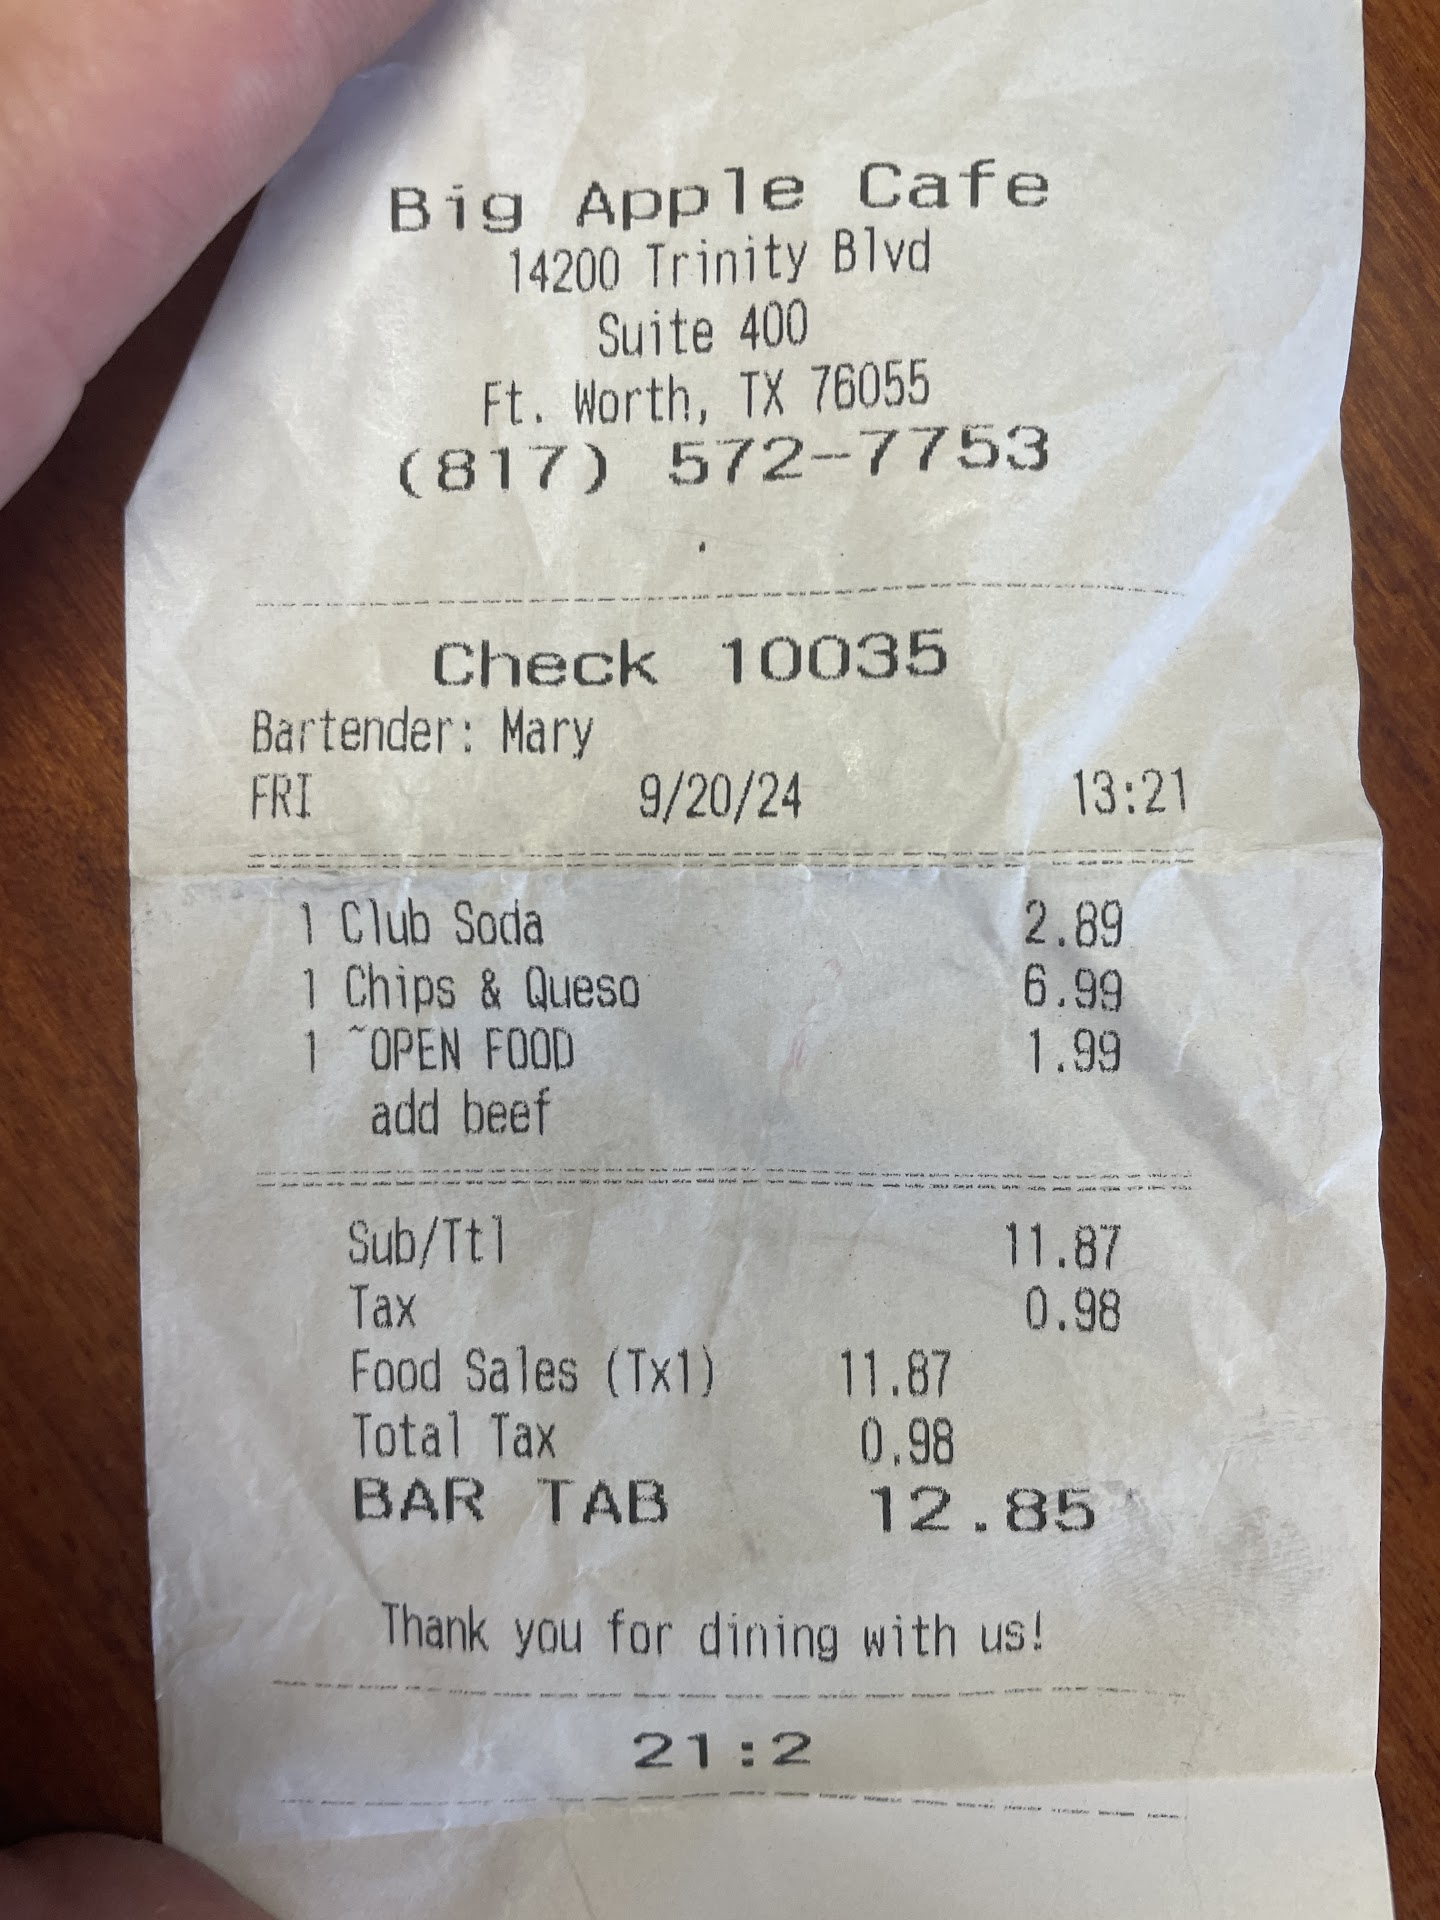 Big Apple Cafe
14200 Trinity Blvd
Suite 400
Ft. Worth, TX 76055
(817) 572-7753
.
Check 10035
Bartender: Mary
FRI 9/20/24 13:21
1 Club Soda 2.89
1 Chips & Queso 6.99
1 ~OPEN FOOD 1.99
add beef
Sub/Ttl 11.87
Tax 0.98
Food Sales (Tx1) 11.87
Total Tax 0.98
BAR TAB 12.85
Thank you for dining with us!
21:2